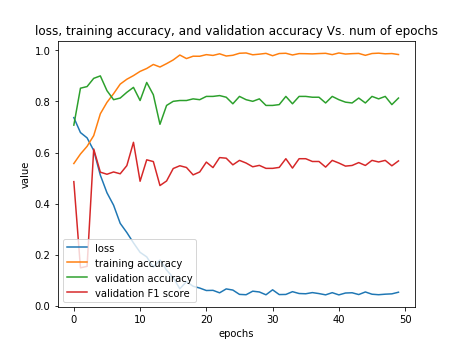 loss, training accuracy, and validation accuracy Vs. num of epochs
1.0
0.8
0.6
0.4
0.2
0.0
value
loss
training accuracy
validation accuracy
validation F1 score
0
10
20
30
40
50
epochs